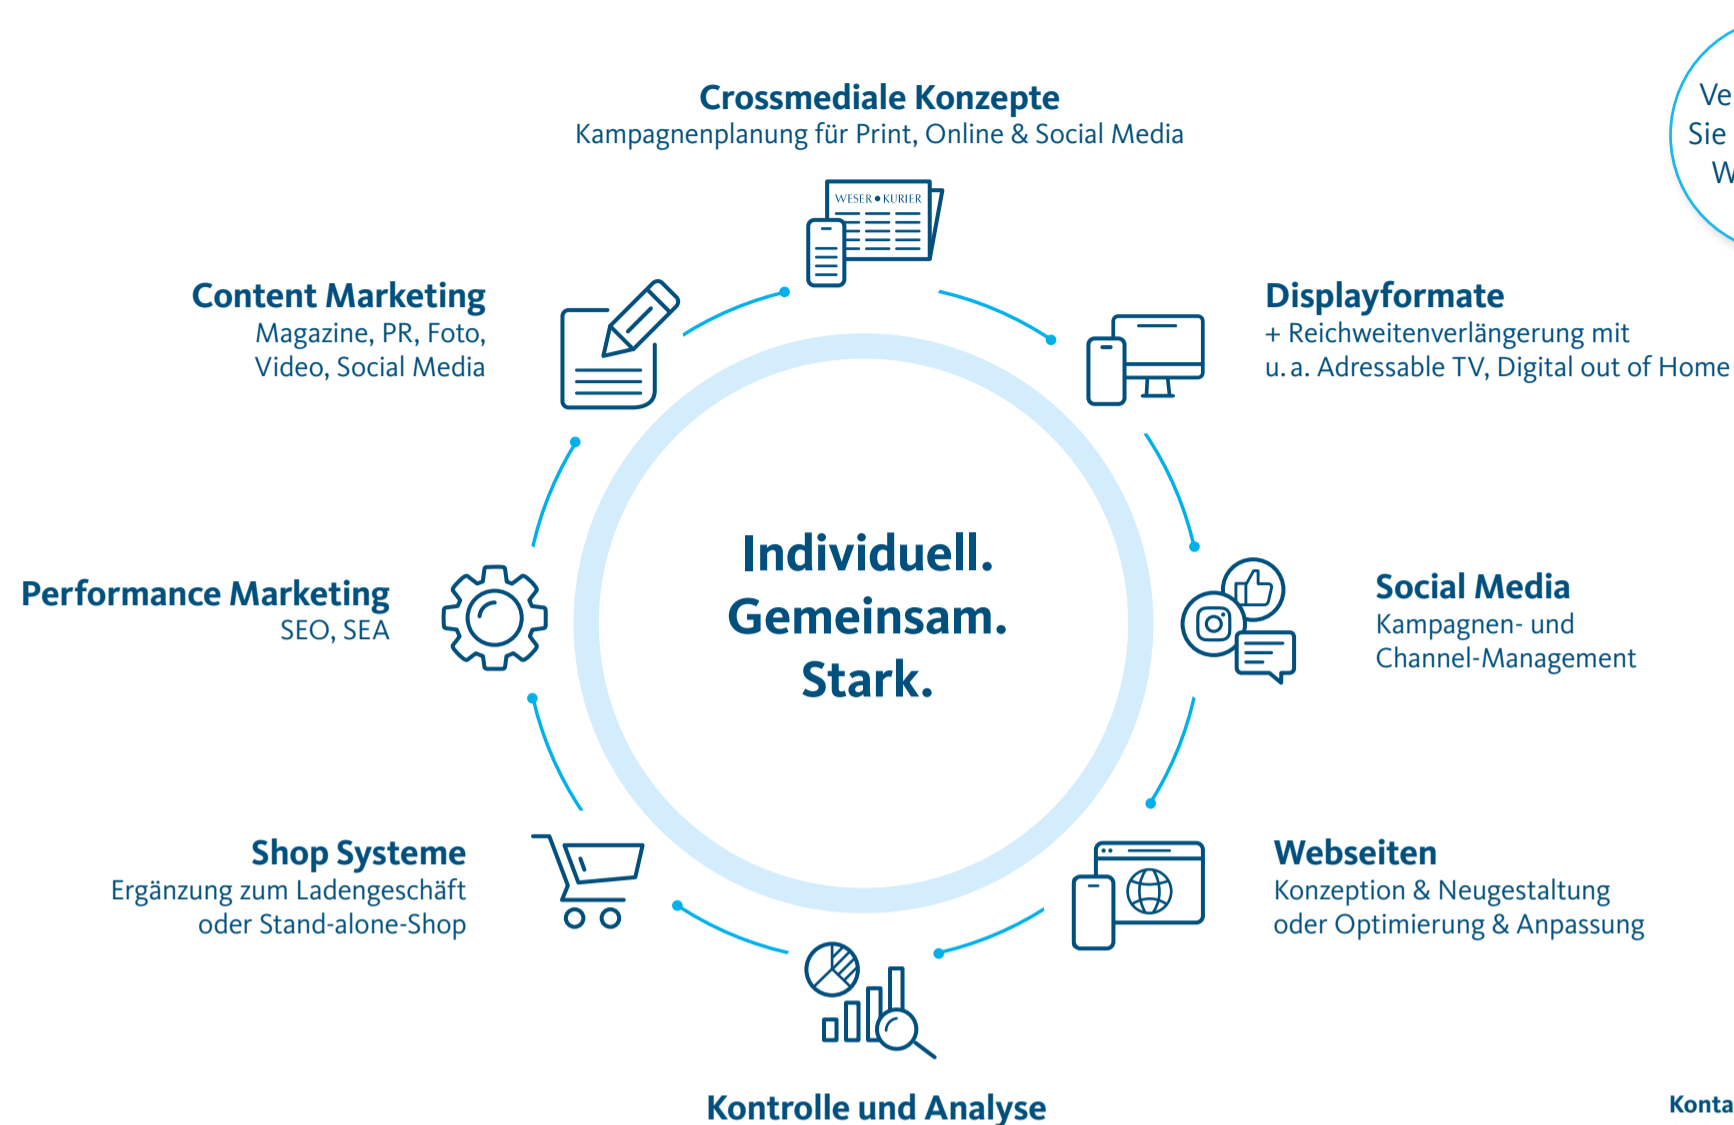 Crossmediale Konzepte
Kampagnenplanung für Print, Online & Social Media
WESER KURIER
Content Marketing
Magazine, PR, Foto,
Video, Social Media
Displayformate
+ Reichweitenverlängerung mit
u. a. Adressable TV, Digital out of Home
Individuell.
Gemeinsam.
Stark.
Performance Marketing
SEO, SEA
Social Media
Kampagnen- und
Channel-Management
Shop Systeme
Ergänzung zum Ladengeschäft
oder Stand-alone-Shop
Webseiten
Konzeption & Neugestaltung
oder Optimierung & Anpassung
Kontrolle und Analyse
Sie